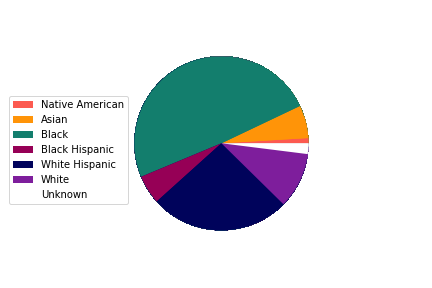 Native American
Asian
Black
Black Hispanic
White Hispanic
White
Unknown